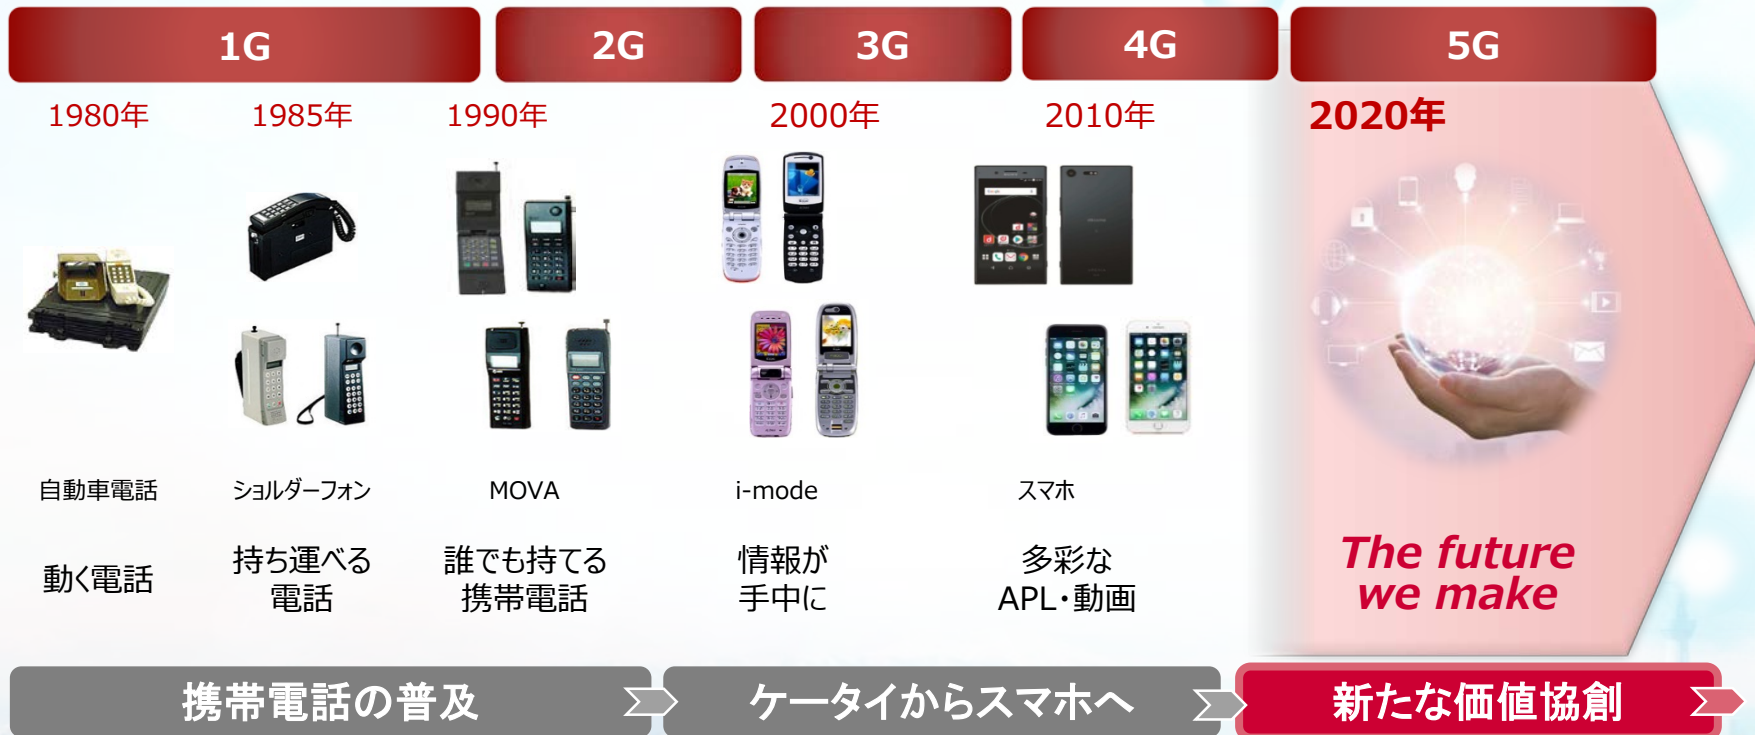 1G
2G
3G
4G
5G
1980年
1985年
1990年
2000年
2010年
2020年
自動車電話
ショルダーフォン
MOVA
i-mode
スマホ
動く電話
持ち運べる
電話
誰でも持てる
携帯電話
情報が
手中に
多彩な
APL・動画
The future
we make
携帯電話の普及
ケータイからスマホへ
新たな価値協創